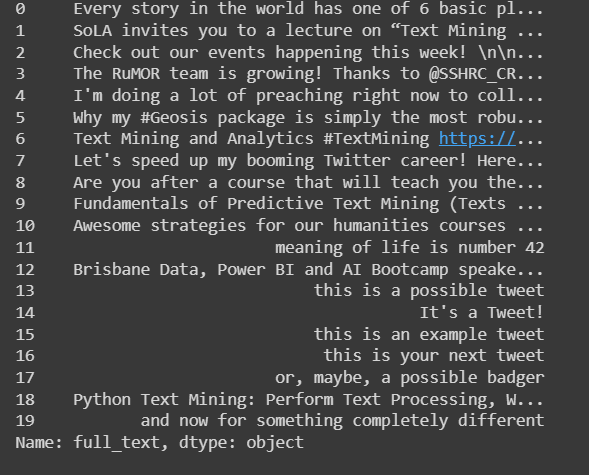 0 Every story in the world has one of 6 basic pl...
1 SoLA invites you to a lecture on “Text Mining ...
2 Check out our events happening this week! \n\n...
3 The RuMOR team is growing! Thanks to @SSHRC_CR...
4 I'm doing a lot of preaching right now to coll...
5 Why my #Geosis package is simply the most robu...
6 Text Mining and Analytics #TextMining https://...
7 Let's speed up my booming Twitter career! Here...
8 Are you after a course that will teach you the...
9 Fundamentals of Predictive Text Mining (Texts ...
10 Awesome strategies for our humanities courses ...
11 meaning of life is number 42
12 Brisbane Data, Power BI and AI Bootcamp speake...
13 this is a possible tweet
14 It's a Tweet!
15 this is an example tweet
16 this is your next tweet
17 or, maybe, a possible badger
18 Python Text Mining: Perform Text Processing, W...
19 and now for something completely different
Name: full_text, dtype: object